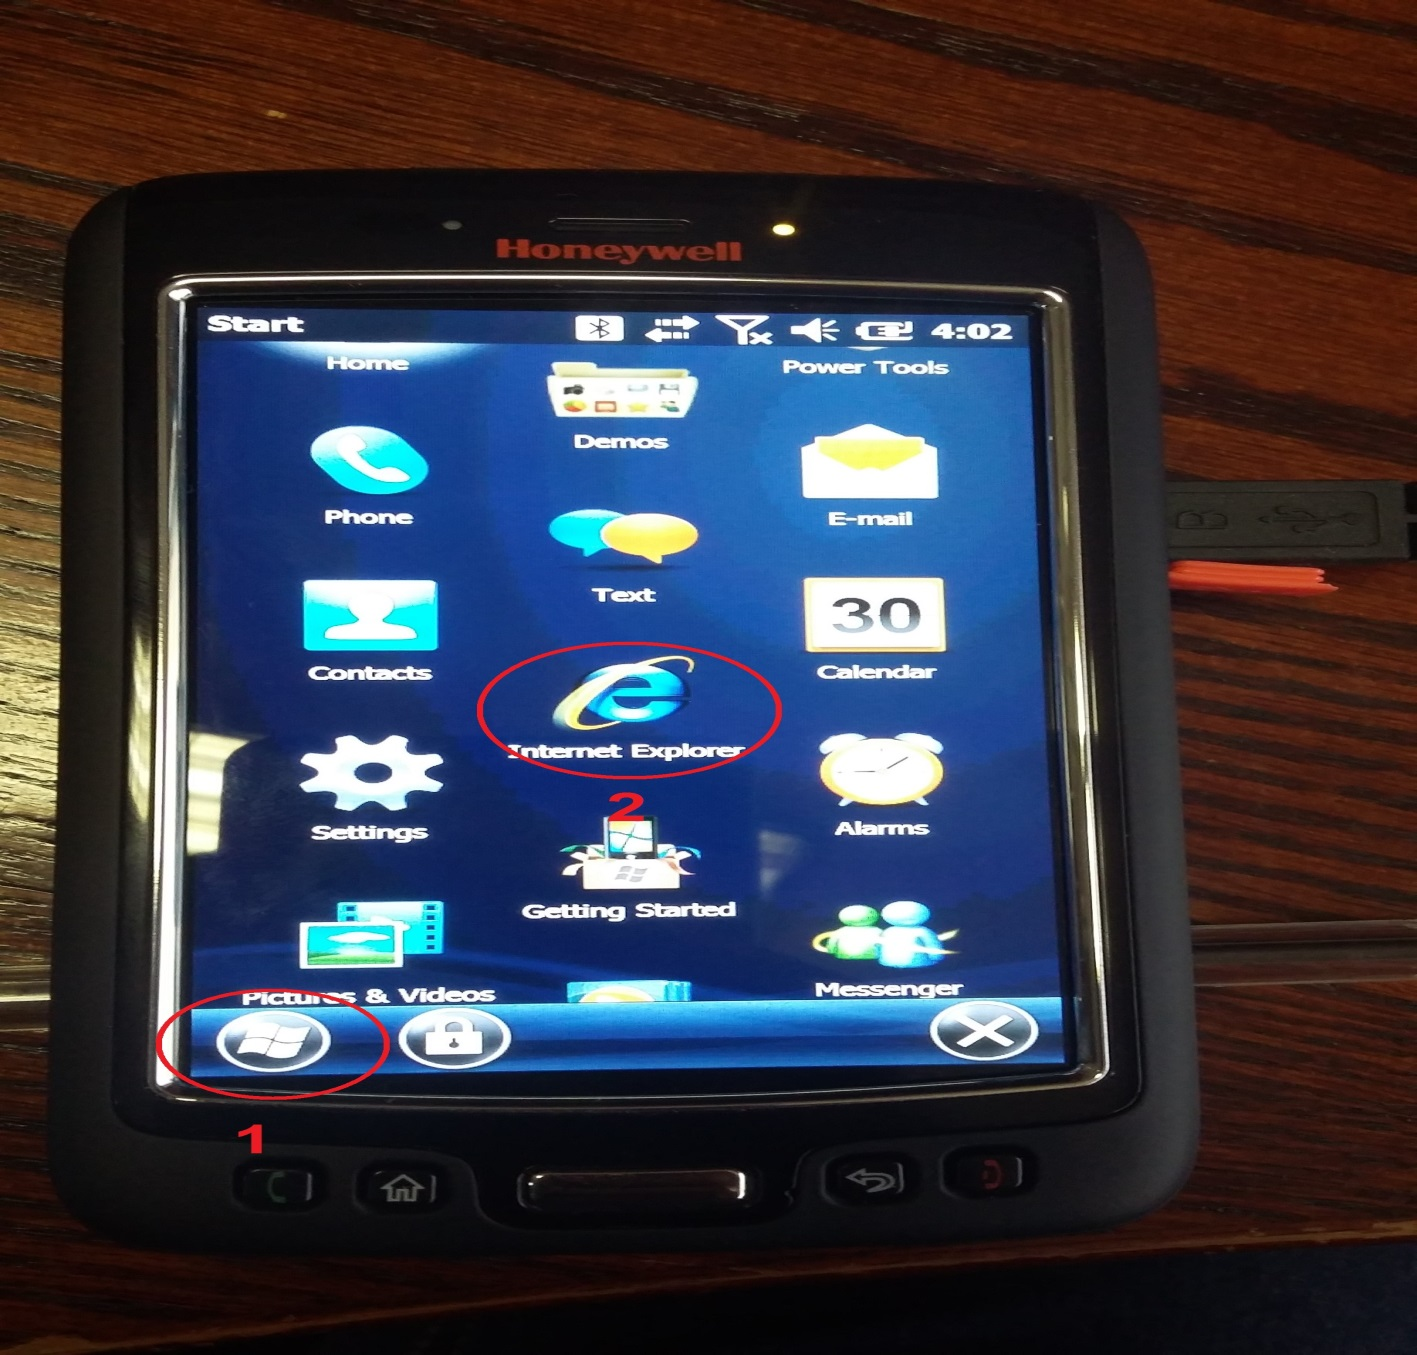 Honeywell
Start 4:02
Home
Power Tools
Demos
Phone
E-mail
Text
30
Contacts
Calendar
Internet Explorer
2
Settings
Alarms
Getting Started
Pictures & Videos
Messenger
1
B